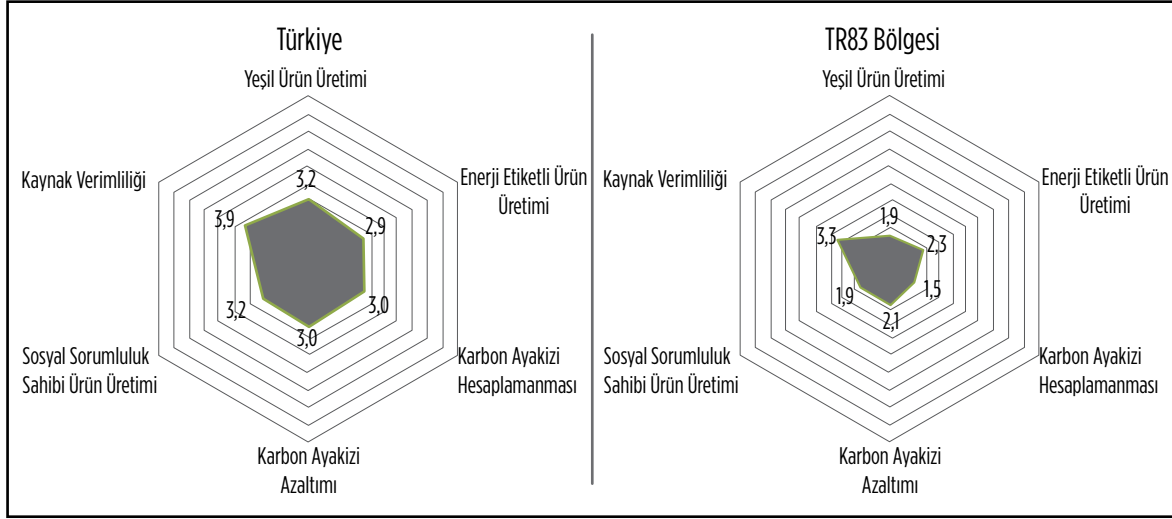 Türkiye
Yeşil Ürün Üretimi
Kaynak Verimliliği
Enerji Etiketli Ürün
Üretimi
3,2
3,9
2,9
3,2
3,0
3,0
Sosyal Sorumluluk
Sahibi Ürün Üretimi
Karbon Ayakizi
Hesaplamanması
Karbon Ayakizi
Azaltımı
TR83 Bölgesi
Yeşil Ürün Üretimi
Kaynak Verimliliği
Enerji Etiketli Ürün
Üretimi
1,9
3,3
2,3
1,9
1,5
2,1
Sosyal Sorumluluk
Sahibi Ürün Üretimi
Karbon Ayakizi
Hesaplamanması
Karbon Ayakizi
Azaltımı